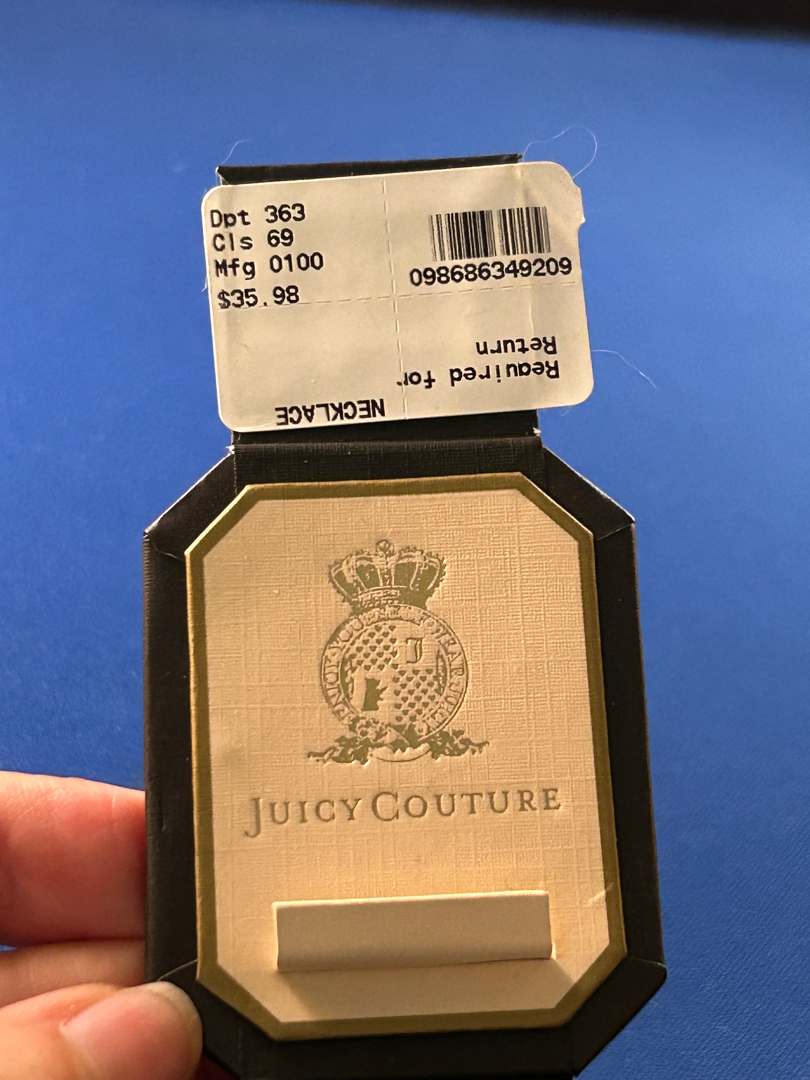 Dpt 363
Cls 69
Mfg 0100
$35.98
098686349209
Required for
Return
NECKLACE
J
JUICY COUTURE